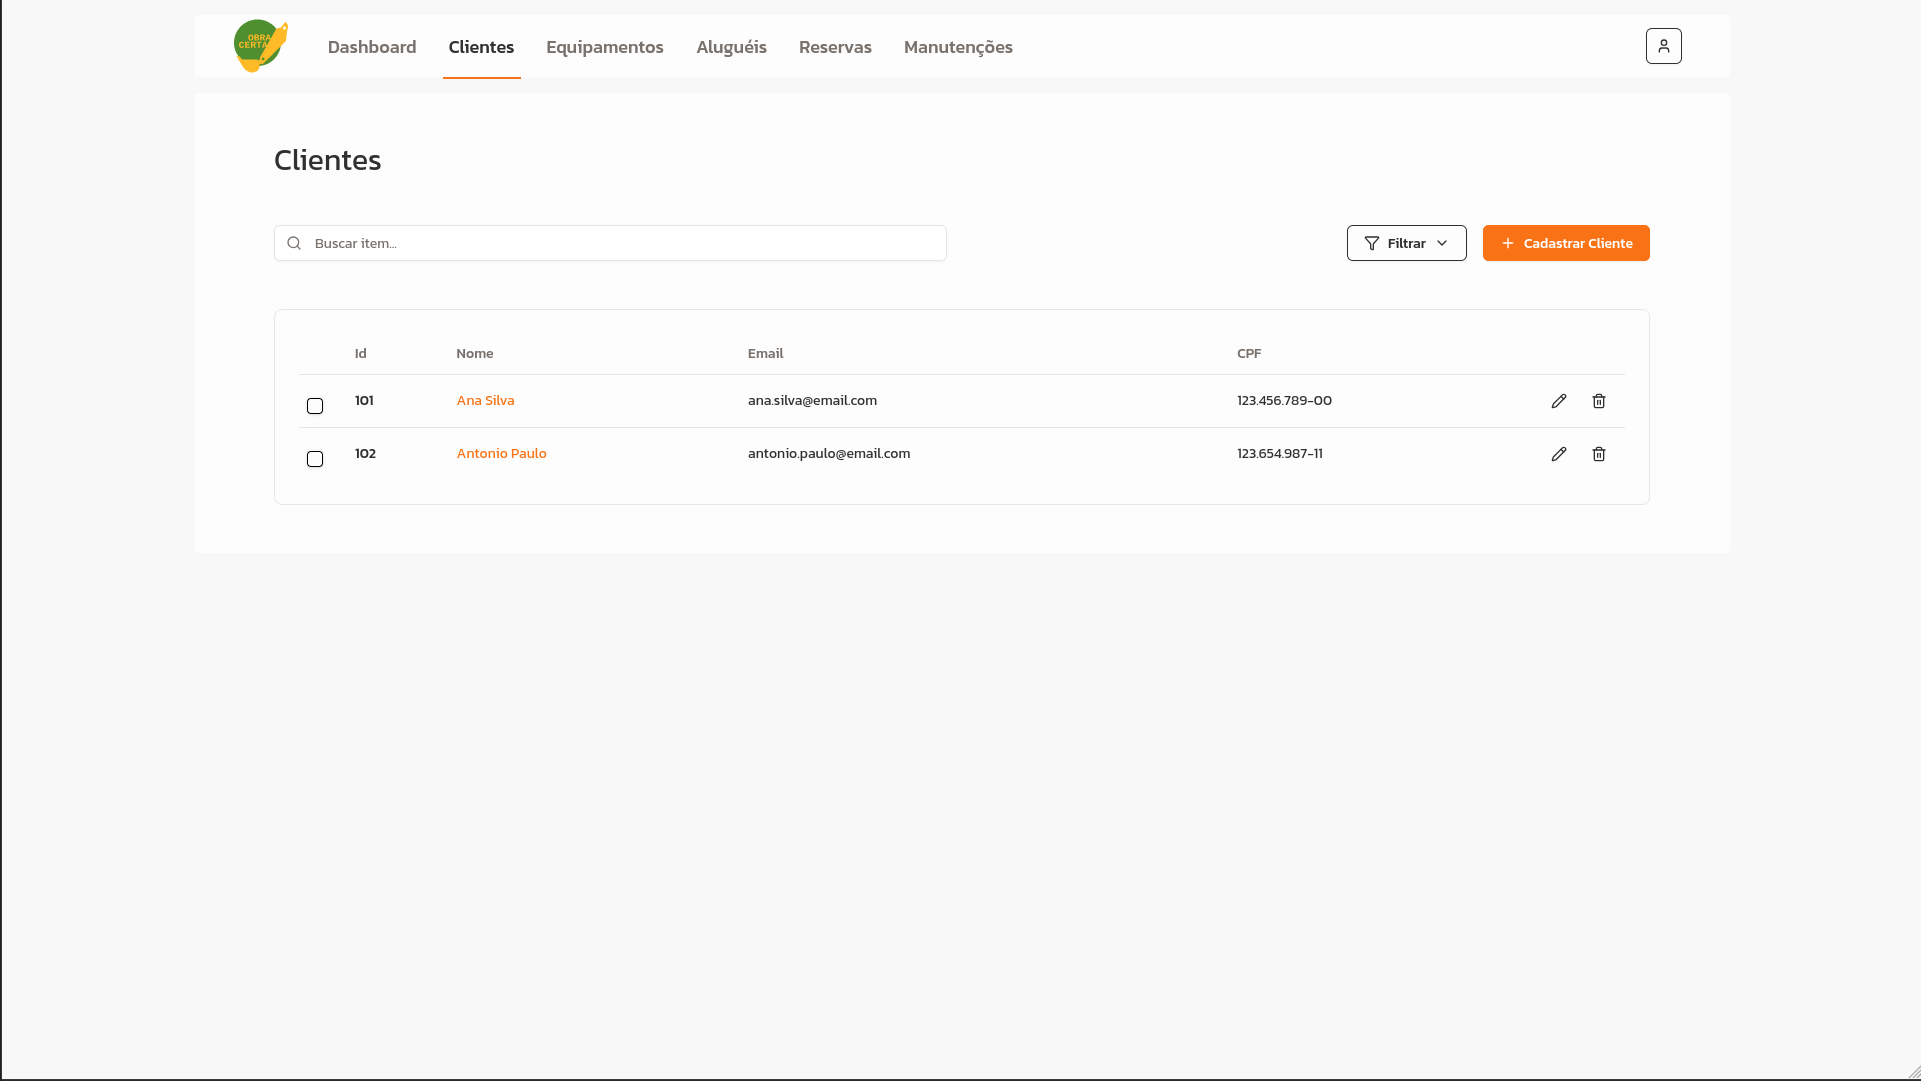 OBRA
CERTA
Dashboard Clientes Equipamentos Aluguéis Reservas Manutenções
Clientes
Buscar item... Filtrar Cadastrar Cliente
Id Nome Email CPF
101 Ana Silva ana.silva@email.com 123.456.789-00
102 Antonio Paulo antonio.paulo@email.com 123.654.987-11